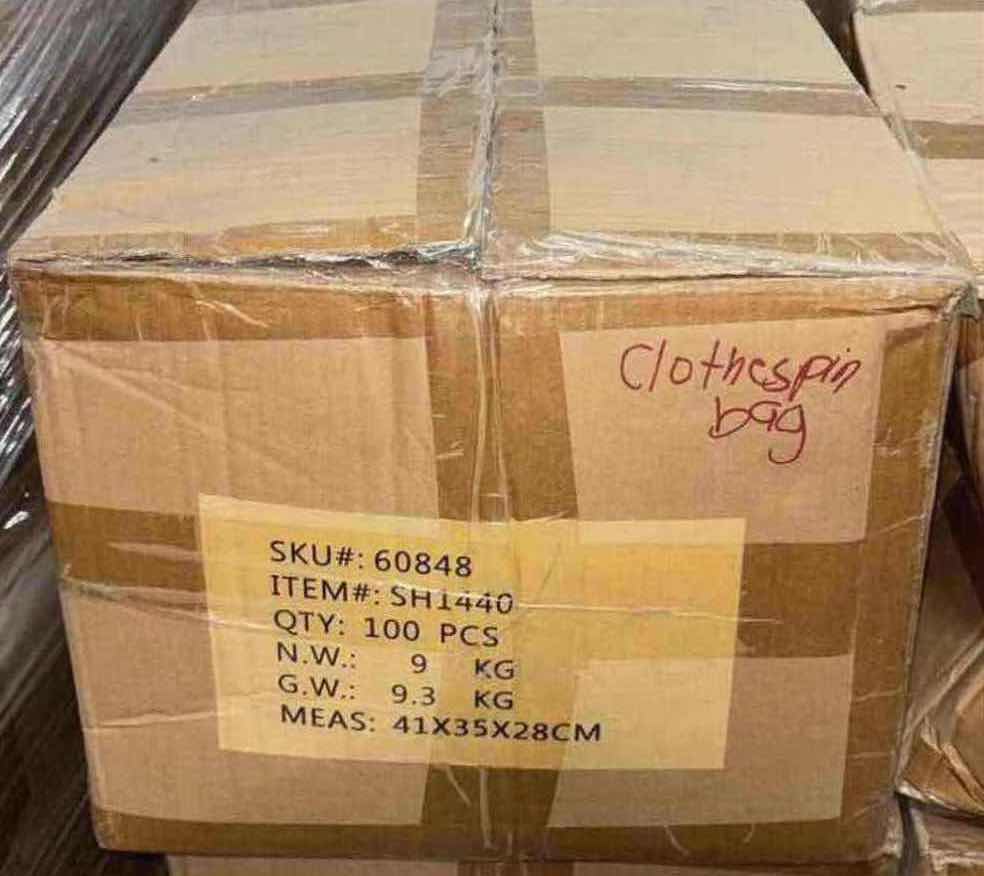 Clothespin
bag
SKU#: 60848
ITEM#: SH1440
QTY: 100 PCS
N.W.: 9 KG
G.W.: 9.3 KG
MEAS: 41X35X28CM